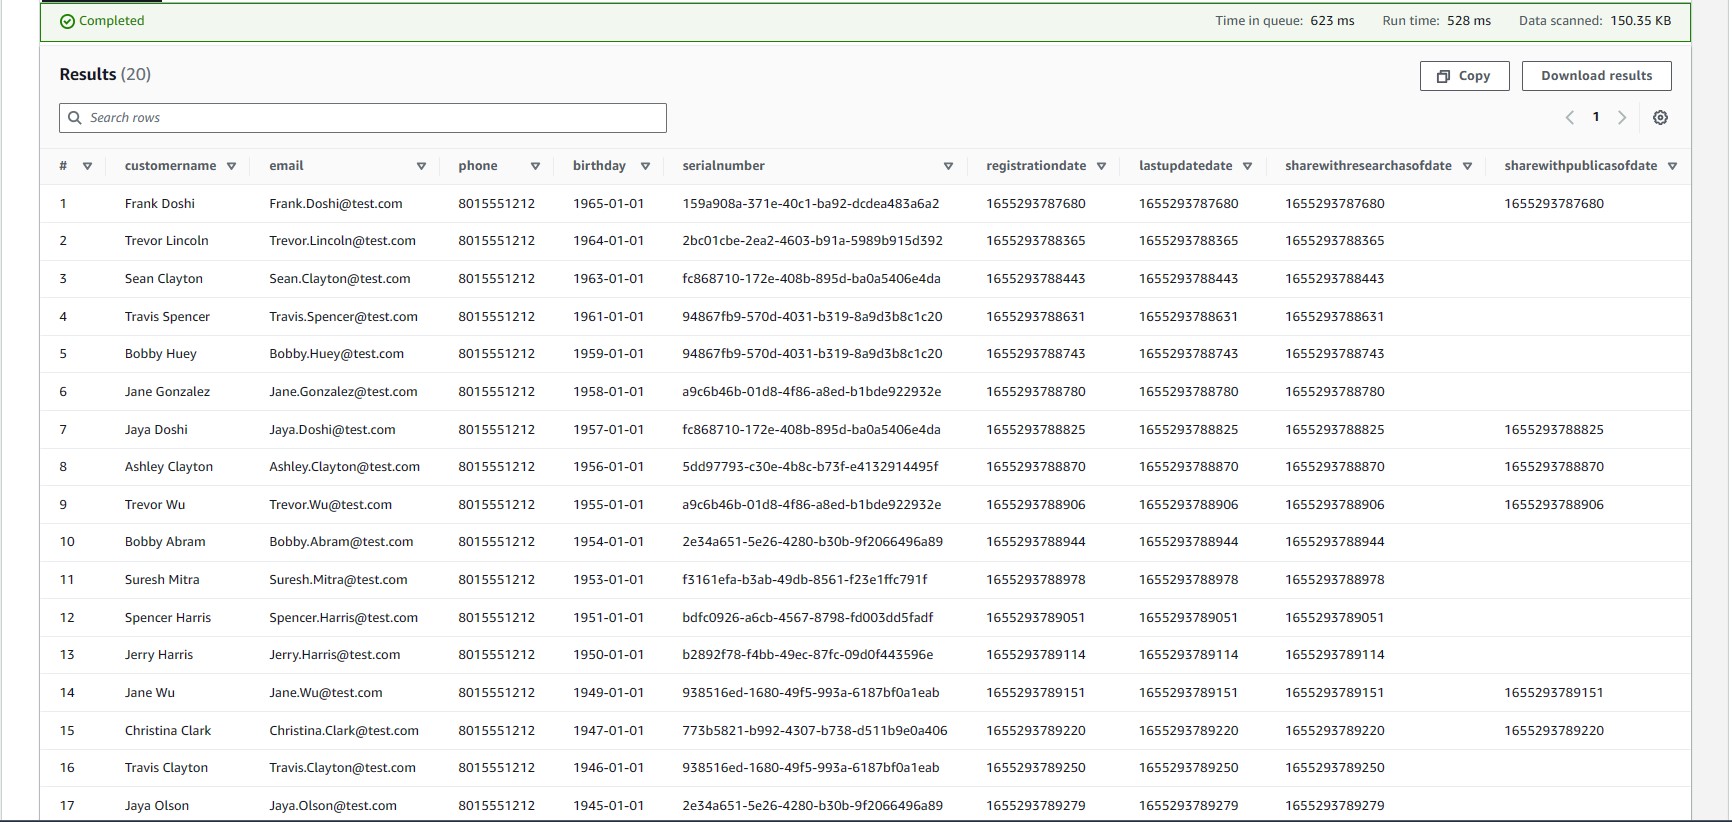 Completed Time in queue: 623 ms Run time: 528 ms Data scanned: 150.35 KB
Results (20) Copy Download results
Search rows 1
# customername email phone birthday serialnumber registrationdate lastupdatedate sharewithresearchasofdate sharewithpublicasofdate
1 Frank Doshi Frank.Doshi@test.com 8015551212 1965-01-01 159a908a-371e-40c1-ba92-dcdea483a6a2 1655293787680 1655293787680 1655293787680 1655293787680
2 Trevor Lincoln Trevor.Lincoln@test.com 8015551212 1964-01-01 2bc01cbe-2ea2-4603-b91a-5989b915d392 1655293788365 1655293788365 1655293788365
3 Sean Clayton Sean.Clayton@test.com 8015551212 1963-01-01 fc868710-172e-408b-895d-ba0a5406e4da 1655293788443 1655293788443 1655293788443
4 Travis Spencer Travis.Spencer@test.com 8015551212 1961-01-01 94867fb9-570d-4031-b319-8a9d3b8c1c20 1655293788631 1655293788631 1655293788631
5 Bobby Huey Bobby.Huey@test.com 8015551212 1959-01-01 94867fb9-570d-4031-b319-8a9d3b8c1c20 1655293788743 1655293788743 1655293788743
6 Jane Gonzalez Jane.Gonzalez@test.com 8015551212 1958-01-01 a9c6b46b-01d8-4f86-a8ed-b1bde922932e 1655293788780 1655293788780 1655293788780
7 Jaya Doshi Jaya.Doshi@test.com 8015551212 1957-01-01 fc868710-172e-408b-895d-ba0a5406e4da 1655293788825 1655293788825 1655293788825 1655293788825
8 Ashley Clayton Ashley.Clayton@test.com 8015551212 1956-01-01 5dd97793-c30e-4b8c-b73f-e4132914495f 1655293788870 1655293788870 1655293788870 1655293788870
9 Trevor Wu Trevor.Wu@test.com 8015551212 1955-01-01 a9c6b46b-01d8-4f86-a8ed-b1bde922932e 1655293788906 1655293788906 1655293788906 1655293788906
10 Bobby Abram Bobby.Abram@test.com 8015551212 1954-01-01 2e34a651-5e26-4280-b30b-9f2066496a89 1655293788944 1655293788944 1655293788944
11 Suresh Mitra Suresh.Mitra@test.com 8015551212 1953-01-01 f3161efa-b3ab-49db-8561-f23e1ffc791f 1655293788978 1655293788978 1655293788978
12 Spencer Harris Spencer.Harris@test.com 8015551212 1951-01-01 bdfc0926-a6cb-4567-8798-fd003dd5fadf 1655293789051 1655293789051 1655293789051
13 Jerry Harris Jerry.Harris@test.com 8015551212 1950-01-01 b2892f78-f4bb-49ec-87fc-09d0f443596e 1655293789114 1655293789114 1655293789114
14 Jane Wu Jane.Wu@test.com 8015551212 1949-01-01 938516ed-1680-49f5-993a-6187bf0a1eab 1655293789151 1655293789151 1655293789151 1655293789151
15 Christina Clark Christina.Clark@test.com 8015551212 1947-01-01 773b5821-b992-4307-b738-d511b9e0a406 1655293789220 1655293789220 1655293789220 1655293789220
16 Travis Clayton Travis.Clayton@test.com 8015551212 1946-01-01 938516ed-1680-49f5-993a-6187bf0a1eab 1655293789250 1655293789250 1655293789250
17 Jaya Olson Jaya.Olson@test.com 8015551212 1945-01-01 2e34a651-5e26-4280-b30b-9f2066496a89 1655293789279 1655293789279 1655293789279